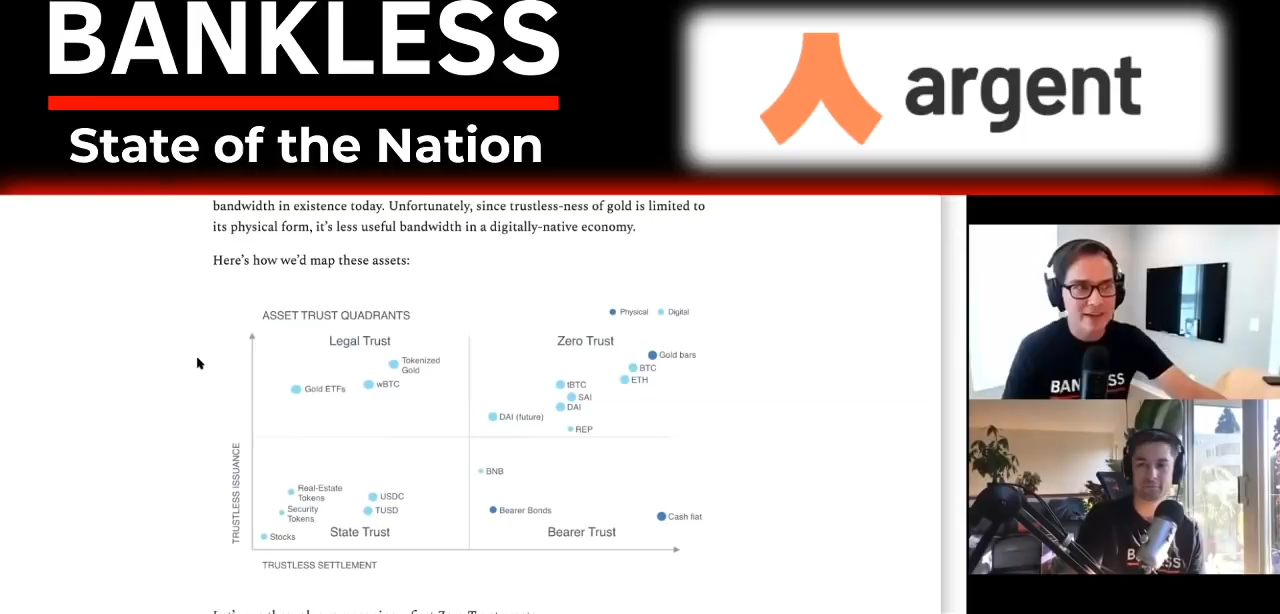 BANKLESS
State of the Nation
argent
bandwidth in existence today. Unfortunately, since trustless-ness of gold is limited to
its physical form, it's less useful bandwidth in a digitally-native economy.
Here's how we'd map these assets:
ASSET TRUST QUADRANTS
Physical
Digital
Legal Trust
Zero Trust
Tokenized
Gold
Gold ETFs
wBTC
Gold bars
BTC
ETH
tBTC
SAI
DAI
DAI (future)
REP
BNB
Real-Estate
Tokens
Security
Tokens
Stocks
USDC
TUSD
State Trust
Bearer Bonds
Cash fiat
Bearer Trust
TRUSTLESS ISSUANCE
TRUSTLESS SETTLEMENT